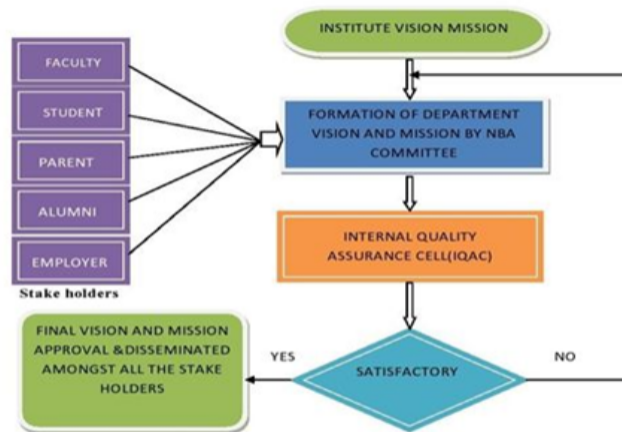 FACULTY
STUDENT
PARENT
ALUMNI
EMPLOYER
Stake holders
INSTITUTE VISION MISSION
FORMATION OF DEPARTMENT
VISION AND MISSION BY NBA
COMMITTEE
INTERNAL QUALITY
ASSURANCE CELL(IQAC)
SATISFACTORY
YES
NO
FINAL VISION AND MISSION
APPROVAL &DISSEMINATED
AMONGST ALL THE STAKE
HOLDERS